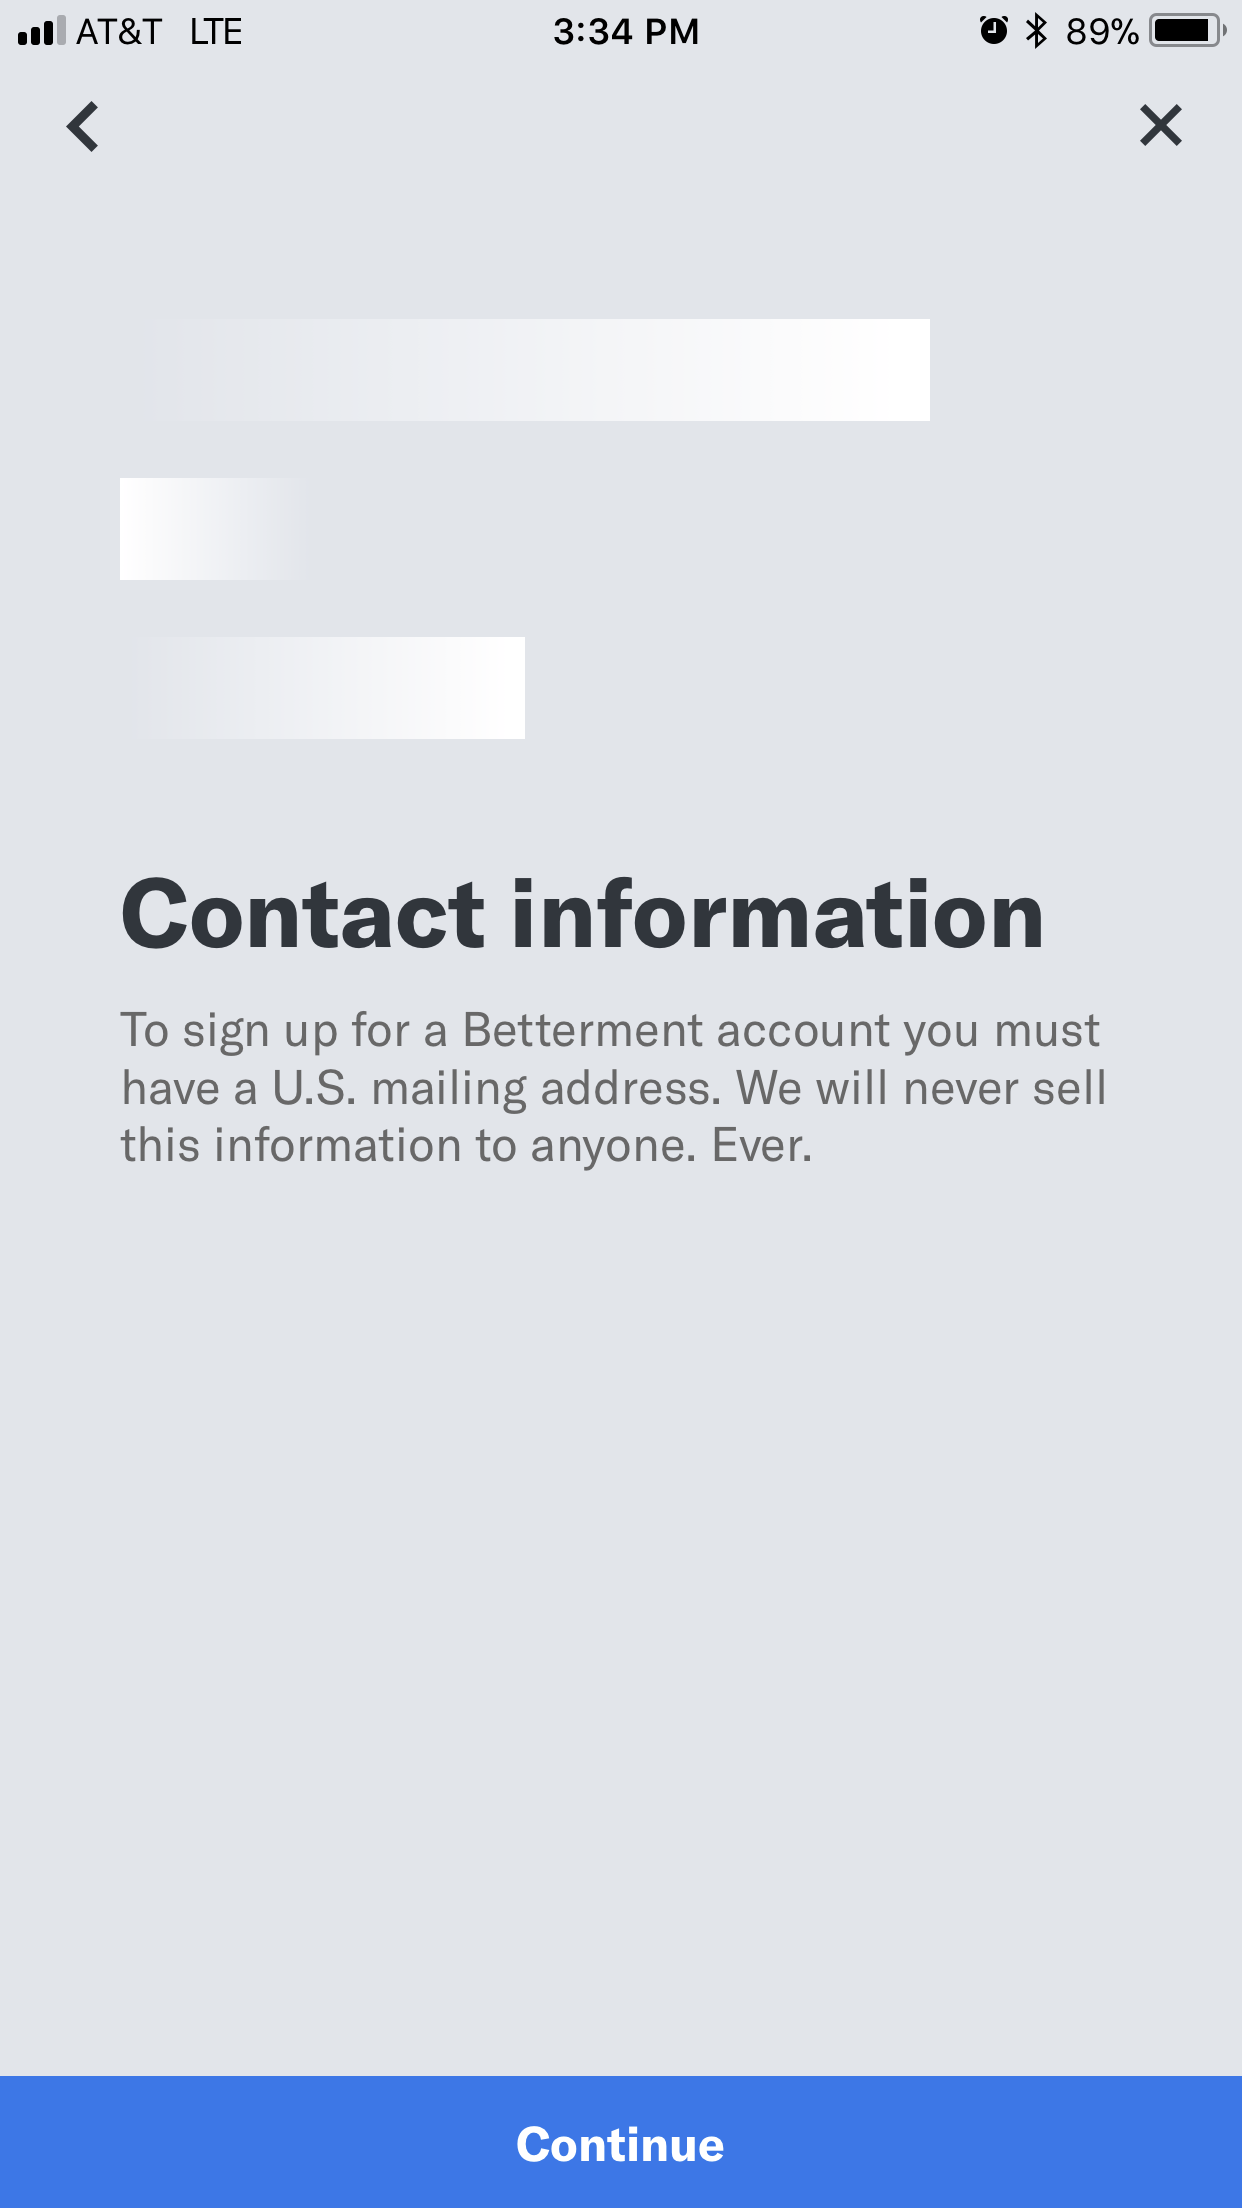 AT&T LTE 3:34 PM 89%
Contact information
To sign up for a Betterment account you must
have a U.S. mailing address. We will never sell
this information to anyone. Ever.
Continue